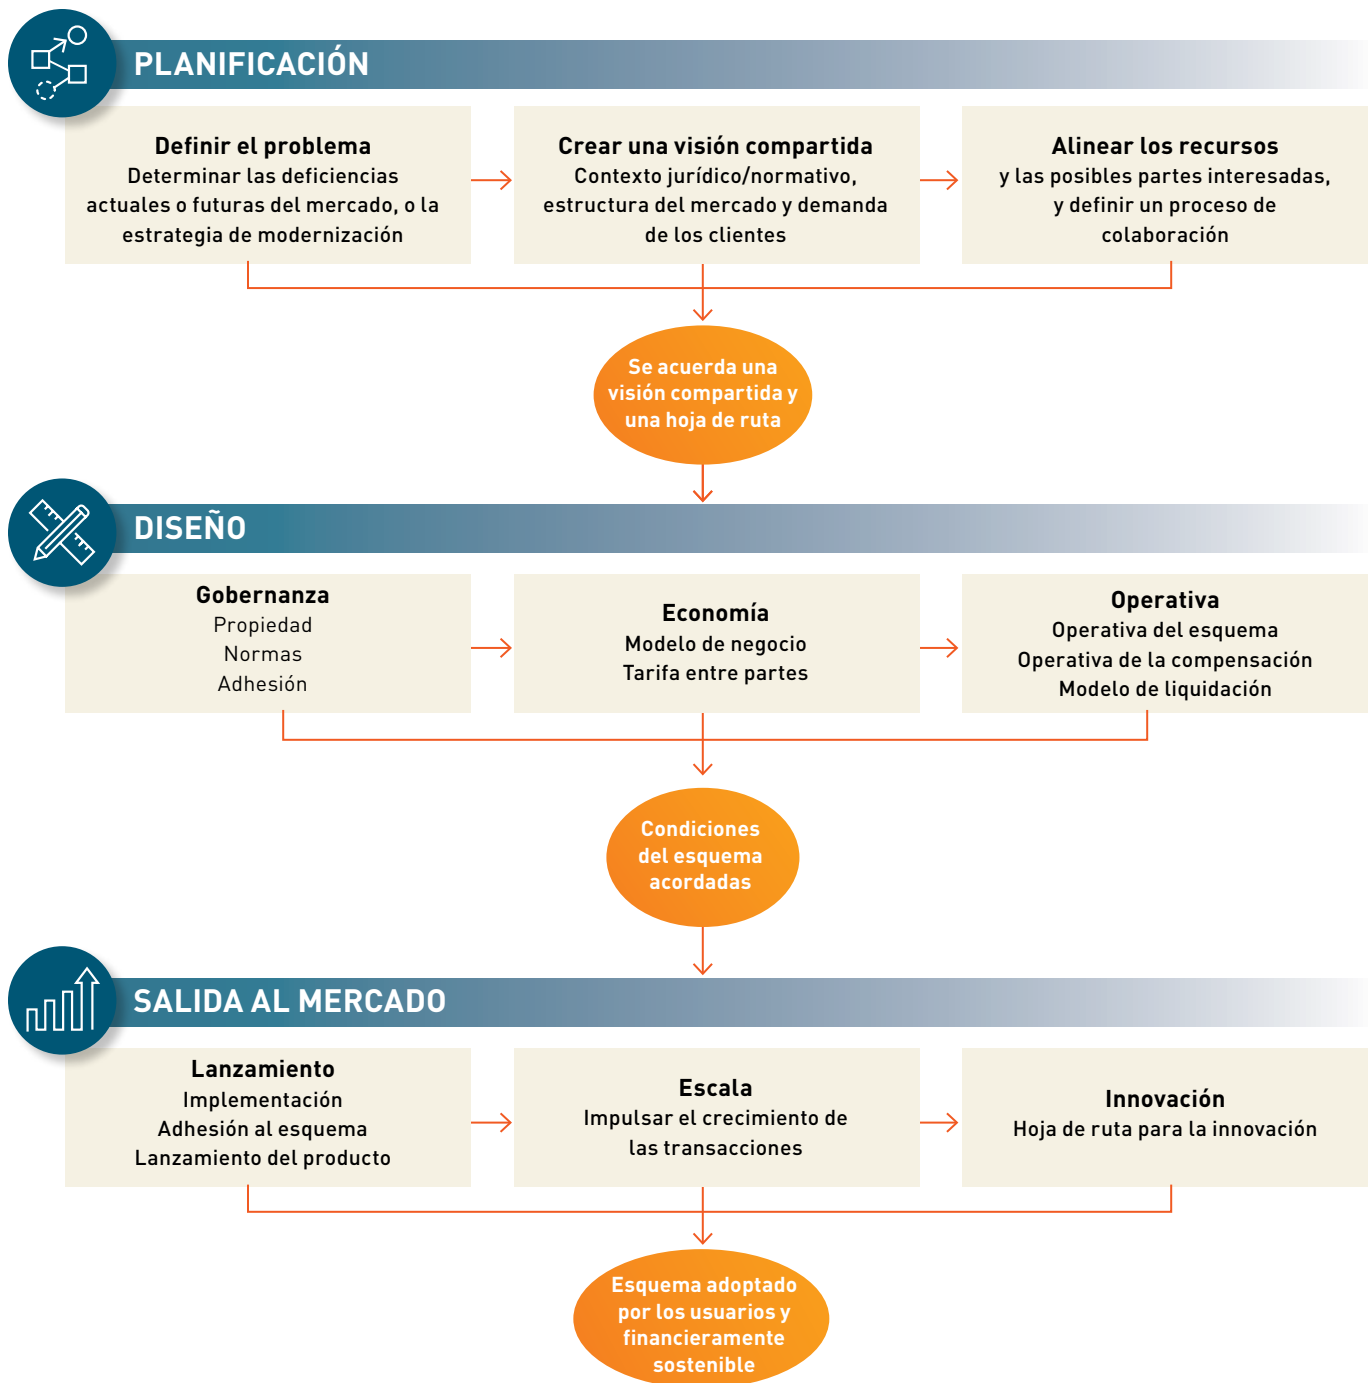 PLANIFICACIÓN
Definir el problema
Determinar las deficiencias
actuales o futuras del mercado, o la
estrategia de modernización
Crear una visión compartida
Contexto jurídico/normativo,
estructura del mercado y demanda
de los clientes
Alinear los recursos
y las posibles partes interesadas,
y definir un proceso de
colaboración
Se acuerda una
visión compartida y
una hoja de ruta
DISEÑO
Gobernanza
Propiedad
Normas
Adhesión
Economía
Modelo de negocio
Tarifa entre partes
Operativa
Operativa del esquema
Operativa de la compensación
Modelo de liquidación
Condiciones
del esquema
acordadas
SALIDA AL MERCADO
Lanzamiento
Implementación
Adhesión al esquema
Lanzamiento del producto
Escala
Impulsar el crecimiento de
las transacciones
Innovación
Hoja de ruta para la innovación
Esquema adoptado
por los usuarios y
financieramente
sostenible